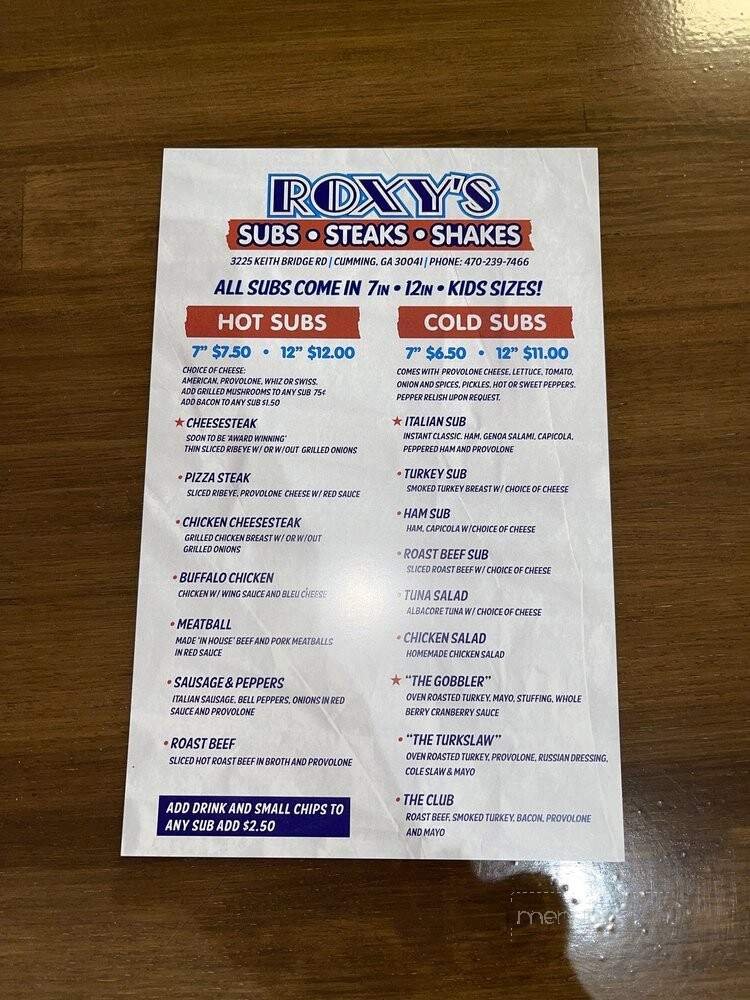 ROXY'S
SUBS • STEAKS • SHAKES
3225 KEITH BRIDGE RD | CUMMING, GA 30041 | PHONE: 470-239-7466
ALL SUBS COME IN 7IN • 12IN • KIDS SIZES!
HOT SUBS
7" $7.50 • 12" $12.00
CHOICE OF CHEESE:
AMERICAN, PROVOLONE, WHIZ OR SWISS.
ADD GRILLED MUSHROOMS TO ANY SUB 75¢
ADD BACON TO ANY SUB $1.50
★ CHEESESTEAK
SOON TO BE 'AWARD WINNING'
THIN SLICED RIBEYE W/ OR W/OUT GRILLED ONIONS
• PIZZA STEAK
SLICED RIBEYE, PROVOLONE CHEESE W/ RED SAUCE
• CHICKEN CHEESESTEAK
GRILLED CHICKEN BREAST W/ OR W/OUT
GRILLED ONIONS
• BUFFALO CHICKEN
CHICKEN W/ WING SAUCE AND BLEU CHEESE
• MEATBALL
MADE 'IN HOUSE' BEEF AND PORK MEATBALLS
IN RED SAUCE
• SAUSAGE & PEPPERS
ITALIAN SAUSAGE, BELL PEPPERS, ONIONS IN RED
SAUCE AND PROVOLONE
• ROAST BEEF
SLICED HOT ROAST BEEF IN BROTH AND PROVOLONE
ADD DRINK AND SMALL CHIPS TO
ANY SUB ADD $2.50
COLD SUBS
7" $6.50 • 12" $11.00
COMES WITH PROVOLONE CHEESE, LETTUCE, TOMATO,
ONION AND SPICES, PICKLES, HOT OR SWEET PEPPERS.
PEPPER RELISH UPON REQUEST.
★ ITALIAN SUB
INSTANT CLASSIC. HAM, GENOA SALAMI, CAPICOLA,
PEPPERED HAM AND PROVOLONE
• TURKEY SUB
SMOKED TURKEY BREAST W/ CHOICE OF CHEESE
• HAM SUB
HAM, CAPICOLA W/CHOICE OF CHEESE
• ROAST BEEF SUB
SLICED ROAST BEEF W/ CHOICE OF CHEESE
• TUNA SALAD
ALBACORE TUNA W/ CHOICE OF CHEESE
• CHICKEN SALAD
HOMEMADE CHICKEN SALAD
★ "THE GOBBLER"
OVEN ROASTED TURKEY, MAYO, STUFFING, WHOLE
BERRY CRANBERRY SAUCE
• "THE TURKSLAW"
OVEN ROASTED TURKEY, PROVOLONE, RUSSIAN DRESSING,
COLE SLAW & MAYO
• THE CLUB
ROAST BEEF, SMOKED TURKEY, BACON, PROVOLONE
AND MAYO